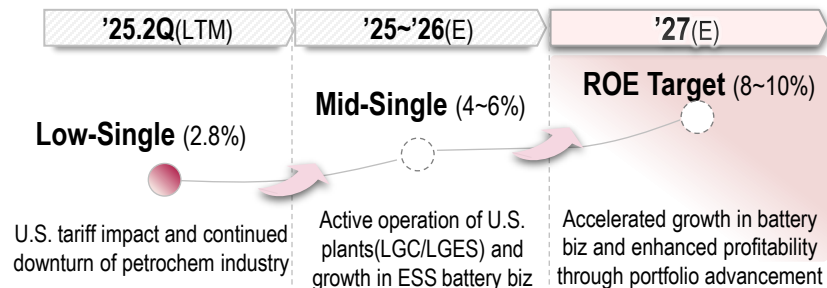 ’25.2Q(LTM)
’25~’26(E)
’27(E)
Low-Single (2.8%)
Mid-Single (4~6%)
ROE Target (8~10%)
U.S. tariff impact and continued
downturn of petrochem industry
Active operation of U.S.
plants(LGC/LGES) and
growth in ESS battery biz
Accelerated growth in battery
biz and enhanced profitability
through portfolio advancement